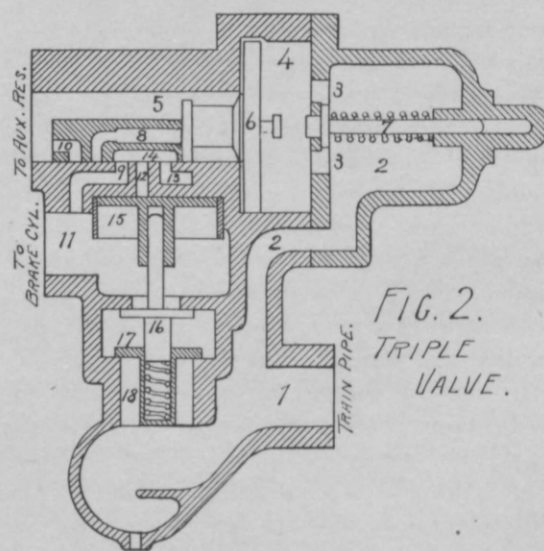 4
3
5
6
7
8
10
14
9
12
13
3
2
15
11
2
16
17
18
1
TO AUX. RES.
TO
BRAKE CYL.
TRAIN PIPE.
FIG. 2.
TRIPLE
VALVE.